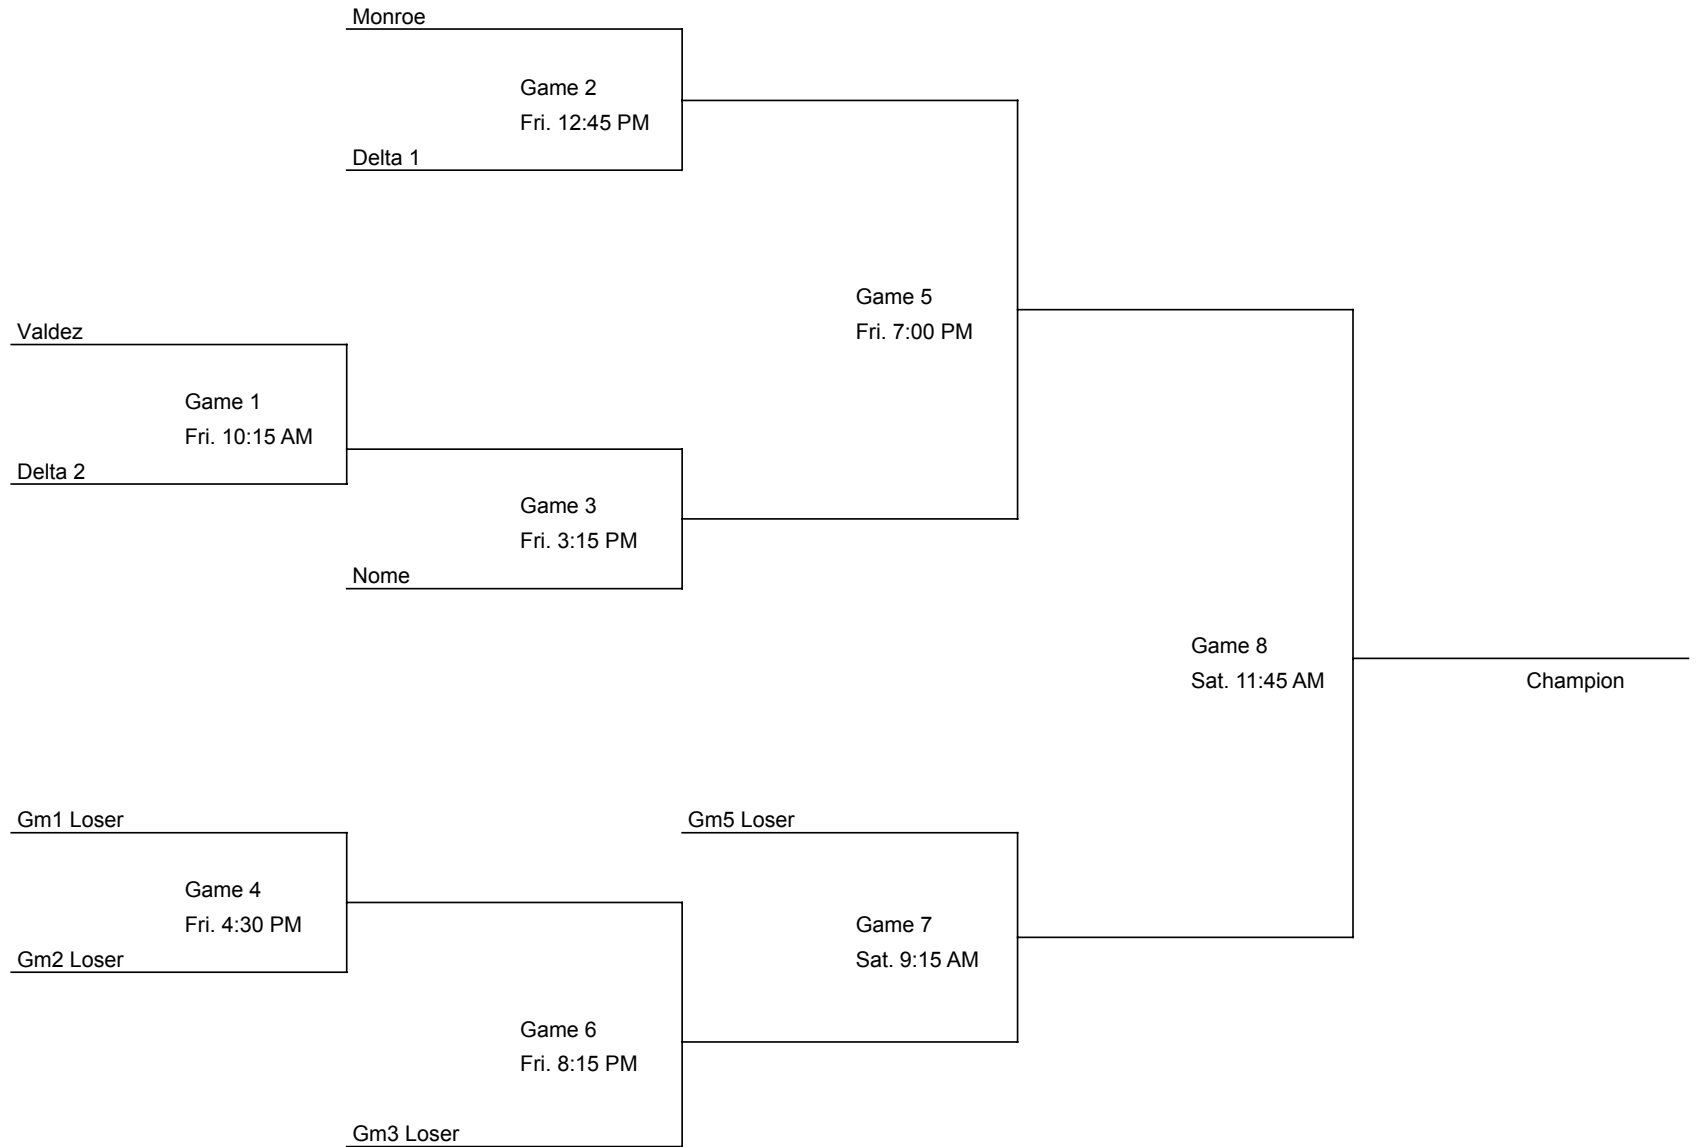 Monroe
Game 2
Fri. 12:45 PM
Delta 1
Game 5
Fri. 7:00 PM
Valdez
Game 1
Fri. 10:15 AM
Delta 2
Game 3
Fri. 3:15 PM
Nome
Game 8
Sat. 11:45 AM
Champion
Gm1 Loser
Gm5 Loser
Game 4
Fri. 4:30 PM
Game 7
Sat. 9:15 AM
Gm2 Loser
Game 6
Fri. 8:15 PM
Gm3 Loser